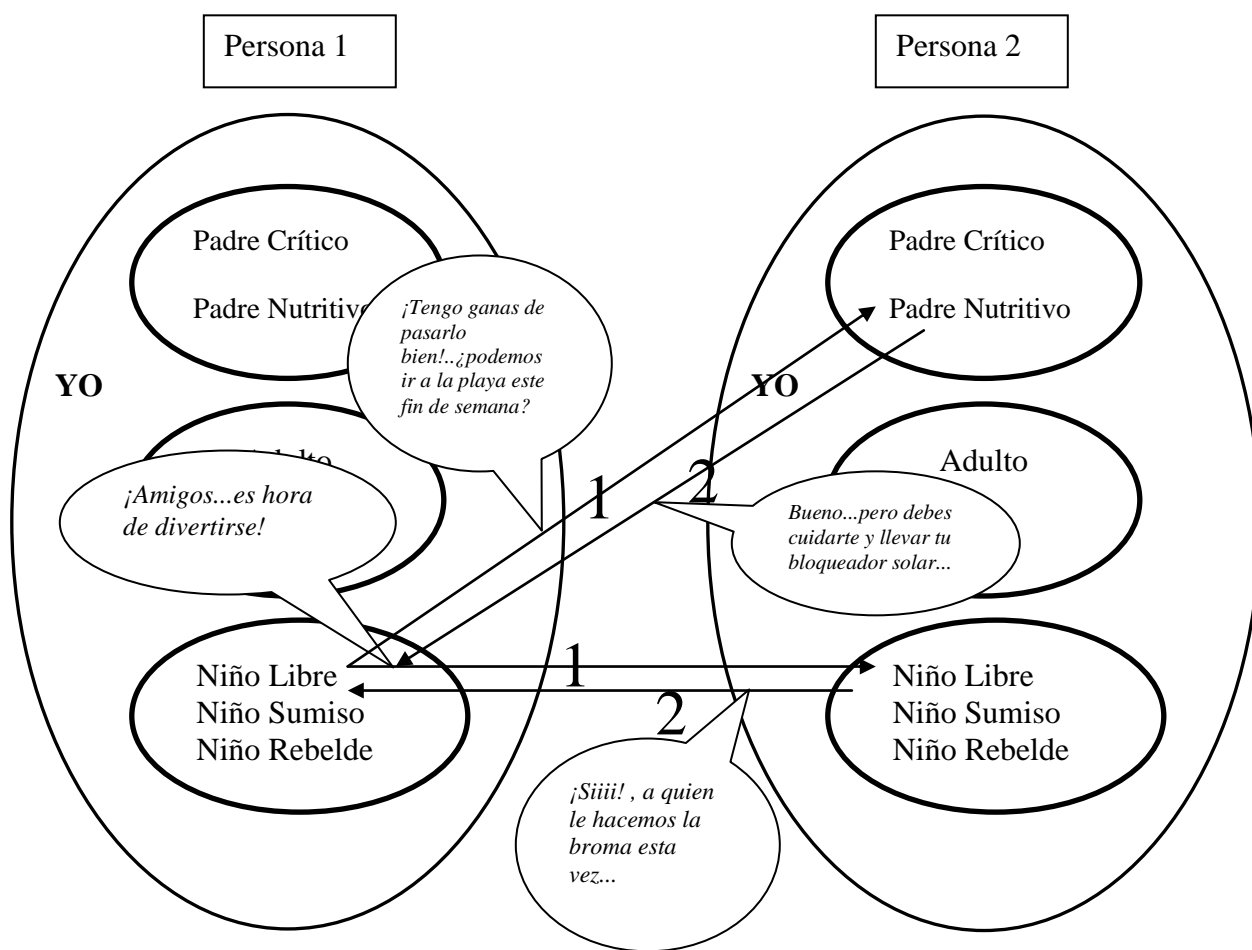 Persona 1
Persona 2
Padre Crítico
Padre Nutritivo
YO
¡Tengo ganas de
pasarlo
bien!..¿podemos
ir a la playa este
fin de semana?
Padre Crítico
Padre Nutritivo
YO
Adulto
¡Amigos...es hora
de divertirse!
1
2
Adulto
Bueno...pero debes
cuidarte y llevar tu
bloqueador solar...
Niño Libre
Niño Sumiso
Niño Rebelde
1
2
Niño Libre
Niño Sumiso
Niño Rebelde
¡Siiii! , a quien
le hacemos la
broma esta
vez...